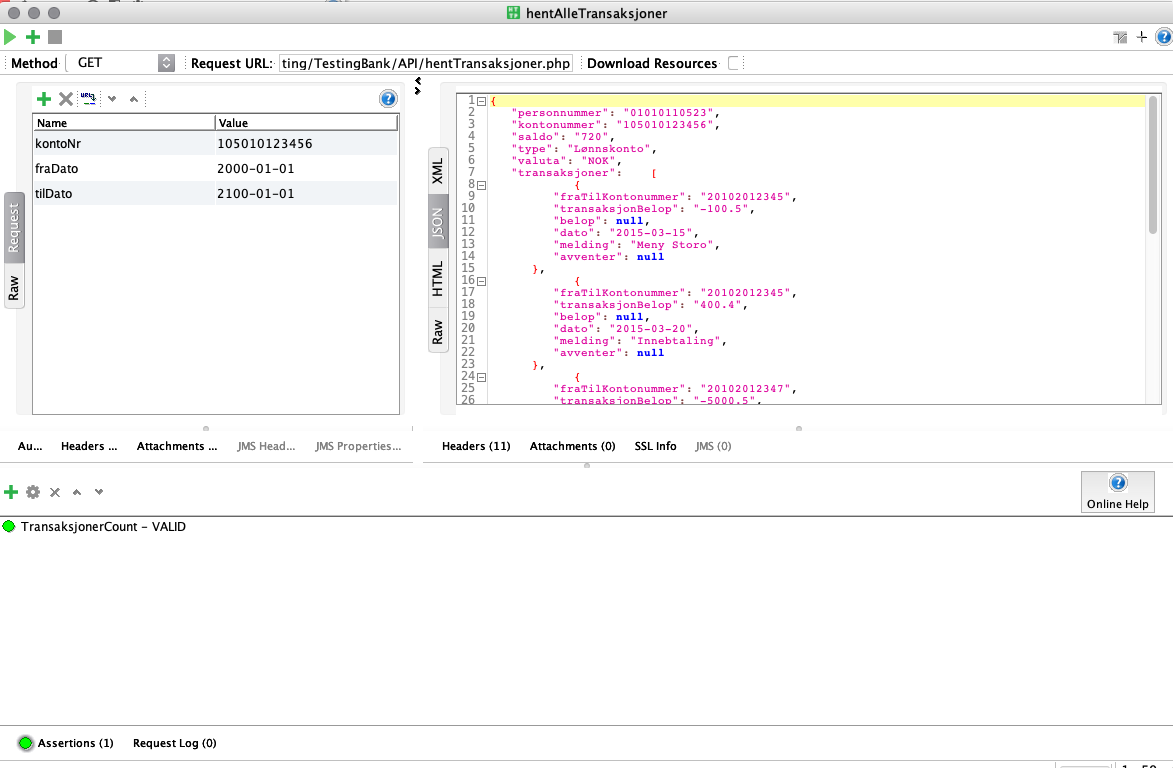 hentAlleTransaksjoner
Method GET Request URL: ting/TestingBank/API/hentTransaksjoner.php Download Resources
Name Value
kontoNr 105010123456
fraDato 2000-01-01
tilDato 2100-01-01
Request
Raw
XML
JSON
HTML
Raw
1 {
2 "personnummer": "01010110523",
3 "kontonummer": "105010123456",
4 "saldo": "720",
5 "type": "Lønnskonto",
6 "valuta": "NOK",
7 "transaksjoner": [
8 {
9 "fraTilKontonummer": "20102012345",
10 "transaksjonBelop": "-100.5",
11 "belop": null,
12 "dato": "2015-03-15",
13 "melding": "Meny Storo",
14 "avventer": null
15 },
16 {
17 "fraTilKontonummer": "20102012345",
18 "transaksjonBelop": "400.4",
19 "belop": null,
20 "dato": "2015-03-20",
21 "melding": "Innebtaling",
22 "avventer": null
23 },
24 {
25 "fraTilKontonummer": "20102012347",
26 "transaksjonBelop": "-5000.5",
Au... Headers ... Attachments ... JMS Head... JMS Properties...
Headers (11) Attachments (0) SSL Info JMS (0)
Online Help
TransaksjonerCount - VALID
Assertions (1) Request Log (0)